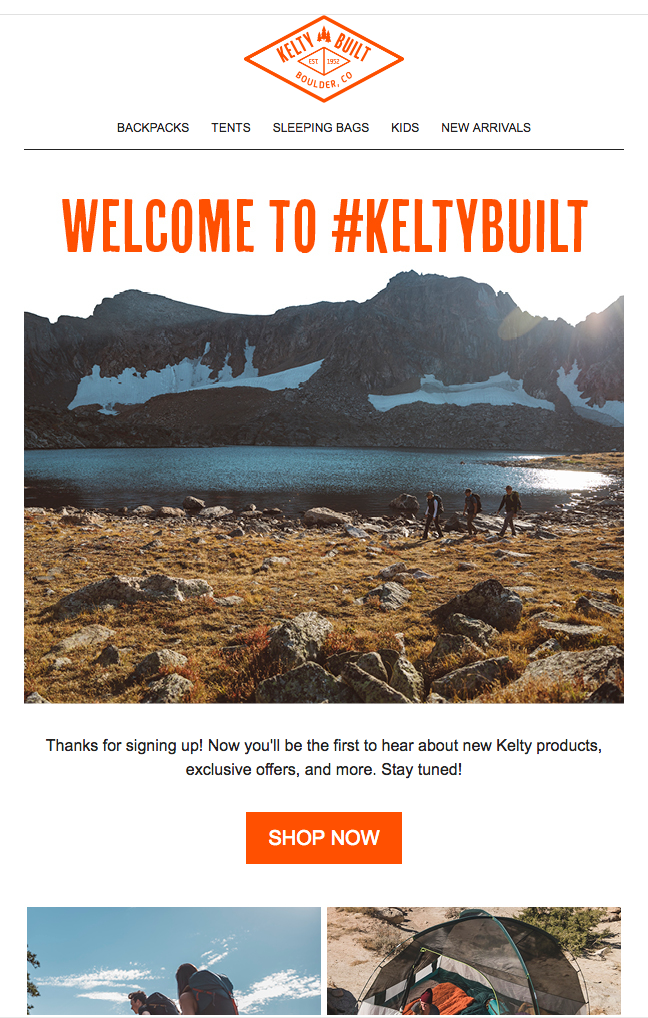 KELTY BUILT
EST 1952
BOULDER, CO
BACKPACKS TENTS SLEEPING BAGS KIDS NEW ARRIVALS
WELCOME TO #KELTYBUILT
Thanks for signing up! Now you'll be the first to hear about new Kelty products,
exclusive offers, and more. Stay tuned!
SHOP NOW